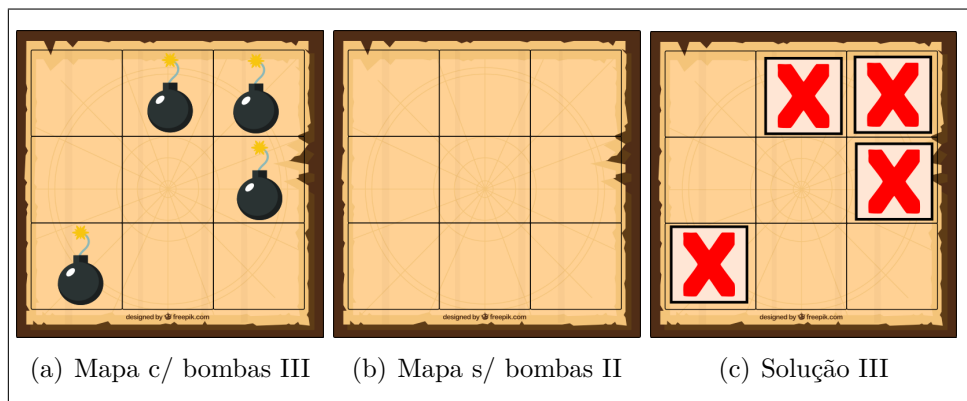 designed by freepik.com
designed by freepik.com
designed by freepik.com
(a) Mapa c/ bombas III
(b) Mapa s/ bombas II
(c) Solução III